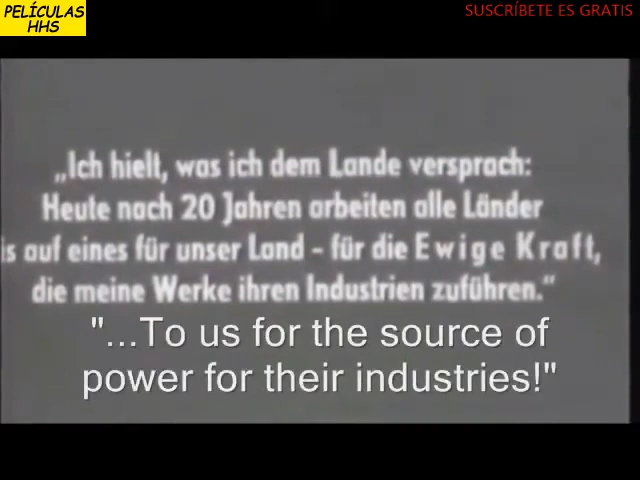 PELÍCULAS
HHS
SUSCRÍBETE ES GRATIS
„Ich hielt, was ich dem Lande versprach:
Heute nach 20 Jahren arbeiten alle Länder
is auf eines für unser Land – für die Ewige Kraft,
die meine Werke ihren Industrien zuführen.“
"...To us for the source of
power for their industries!"